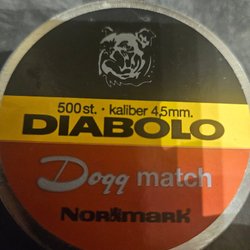 500 st. • kaliber 4,5mm.
DIABOLO
Dogg match
Normark